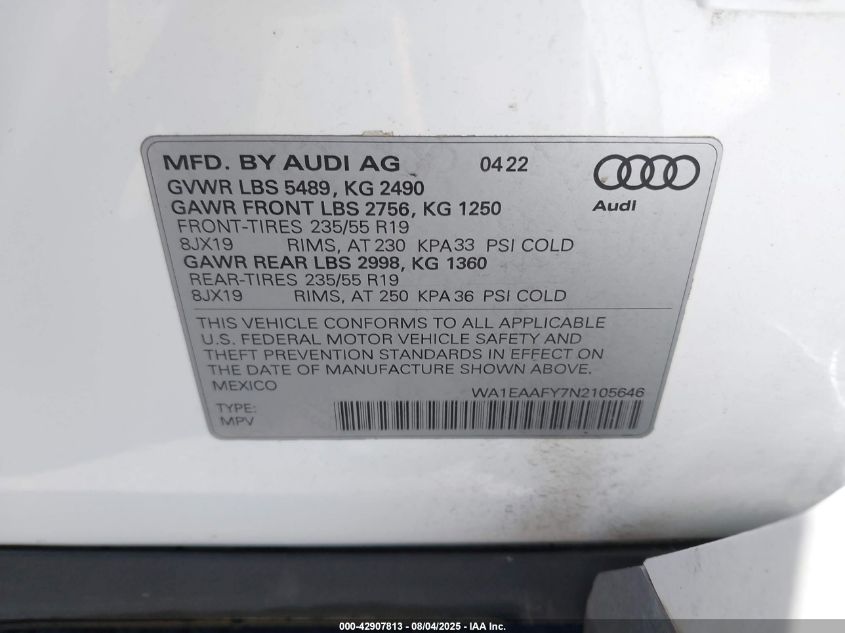 MFD. BY AUDI AG 0422
GVWR LBS 5489, KG 2490
GAWR FRONT LBS 2756, KG 1250
FRONT-TIRES 235/55 R19
8JX19 RIMS, AT 230 KPA 33 PSI COLD
GAWR REAR LBS 2998, KG 1360
REAR-TIRES 235/55 R19
8JX19 RIMS, AT 250 KPA 36 PSI COLD
Audi
THIS VEHICLE CONFORMS TO ALL APPLICABLE
U.S. FEDERAL MOTOR VEHICLE SAFETY AND
THEFT PREVENTION STANDARDS IN EFFECT ON
THE DATE OF MANUFACTURE SHOWN ABOVE.
MEXICO WA1EAAFY7N2105646
TYPE:
MPV
000-42907813 - 08/04/2025 - IAA Inc.